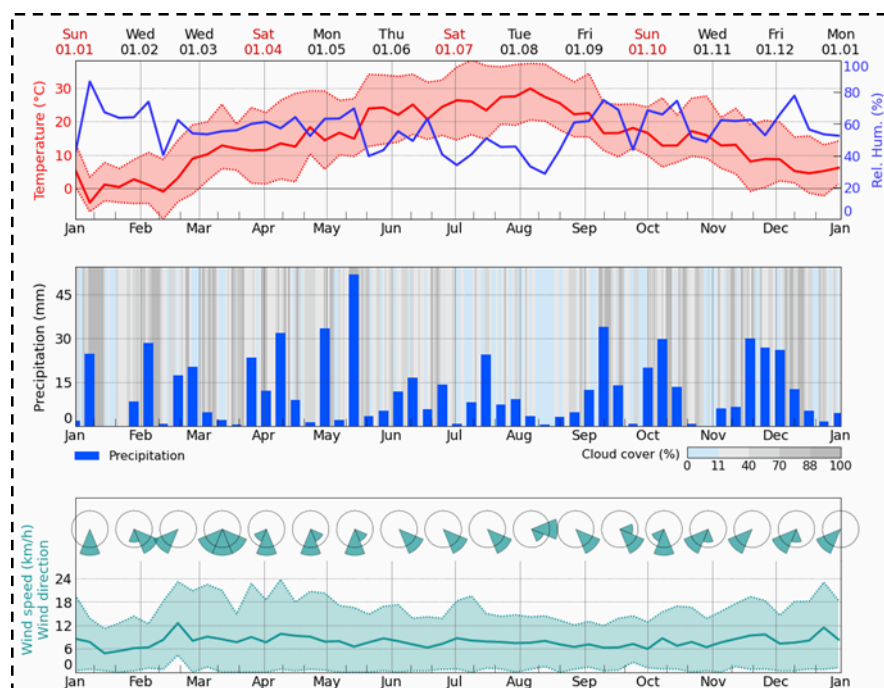 Sun Wed Wed Sat Mon Thu Sat Tue Fri Sun Wed Fri Mon
01.01 01.02 01.03 01.04 01.05 01.06 01.07 01.08 01.09 01.10 01.11 01.12 01.01
Temperature (°C)
30
20
10
0
100
80
60
40
20
0
Rel. Hum. (%)
Jan Feb Mar Apr May Jun Jul Aug Sep Oct Nov Dec Jan
Precipitation (mm)
45
30
15
0
Jan Feb Mar Apr May Jun Jul Aug Sep Oct Nov Dec Jan
Precipitation
Cloud cover (%)
0 11 40 70 88 100
Wind speed (km/h)
Wind direction
24
18
12
6
0
Jan Feb Mar Apr May Jun Jul Aug Sep Oct Nov Dec Jan